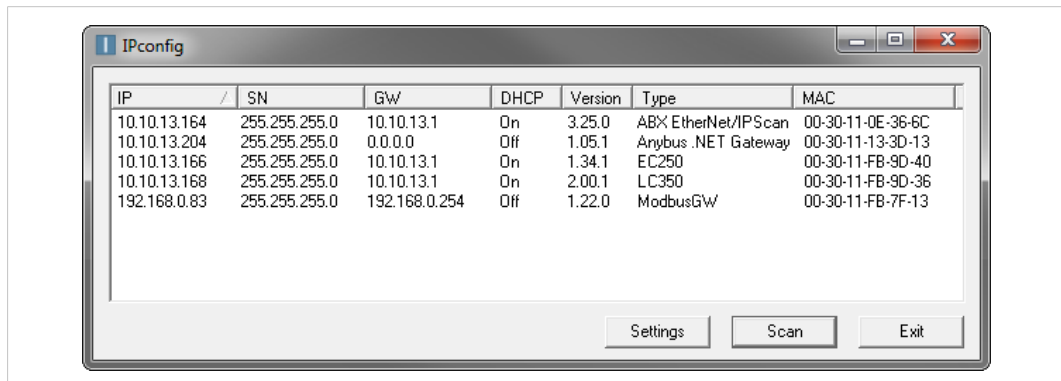 IPconfig
IP SN GW DHCP Version Type MAC
10.10.13.164 255.255.255.0 10.10.13.1 On 3.25.0 ABX EtherNet/IPScan 00-30-11-0E-36-6C
10.10.13.204 255.255.255.0 0.0.0.0 Off 1.05.1 Anybus .NET Gateway 00-30-11-13-3D-13
10.10.13.166 255.255.255.0 10.10.13.1 On 1.34.1 EC250 00-30-11-FB-9D-40
10.10.13.168 255.255.255.0 10.10.13.1 On 2.00.1 LC350 00-30-11-FB-9D-36
192.168.0.83 255.255.255.0 192.168.0.254 Off 1.22.0 ModbusGW 00-30-11-FB-7F-13
Settings Scan Exit